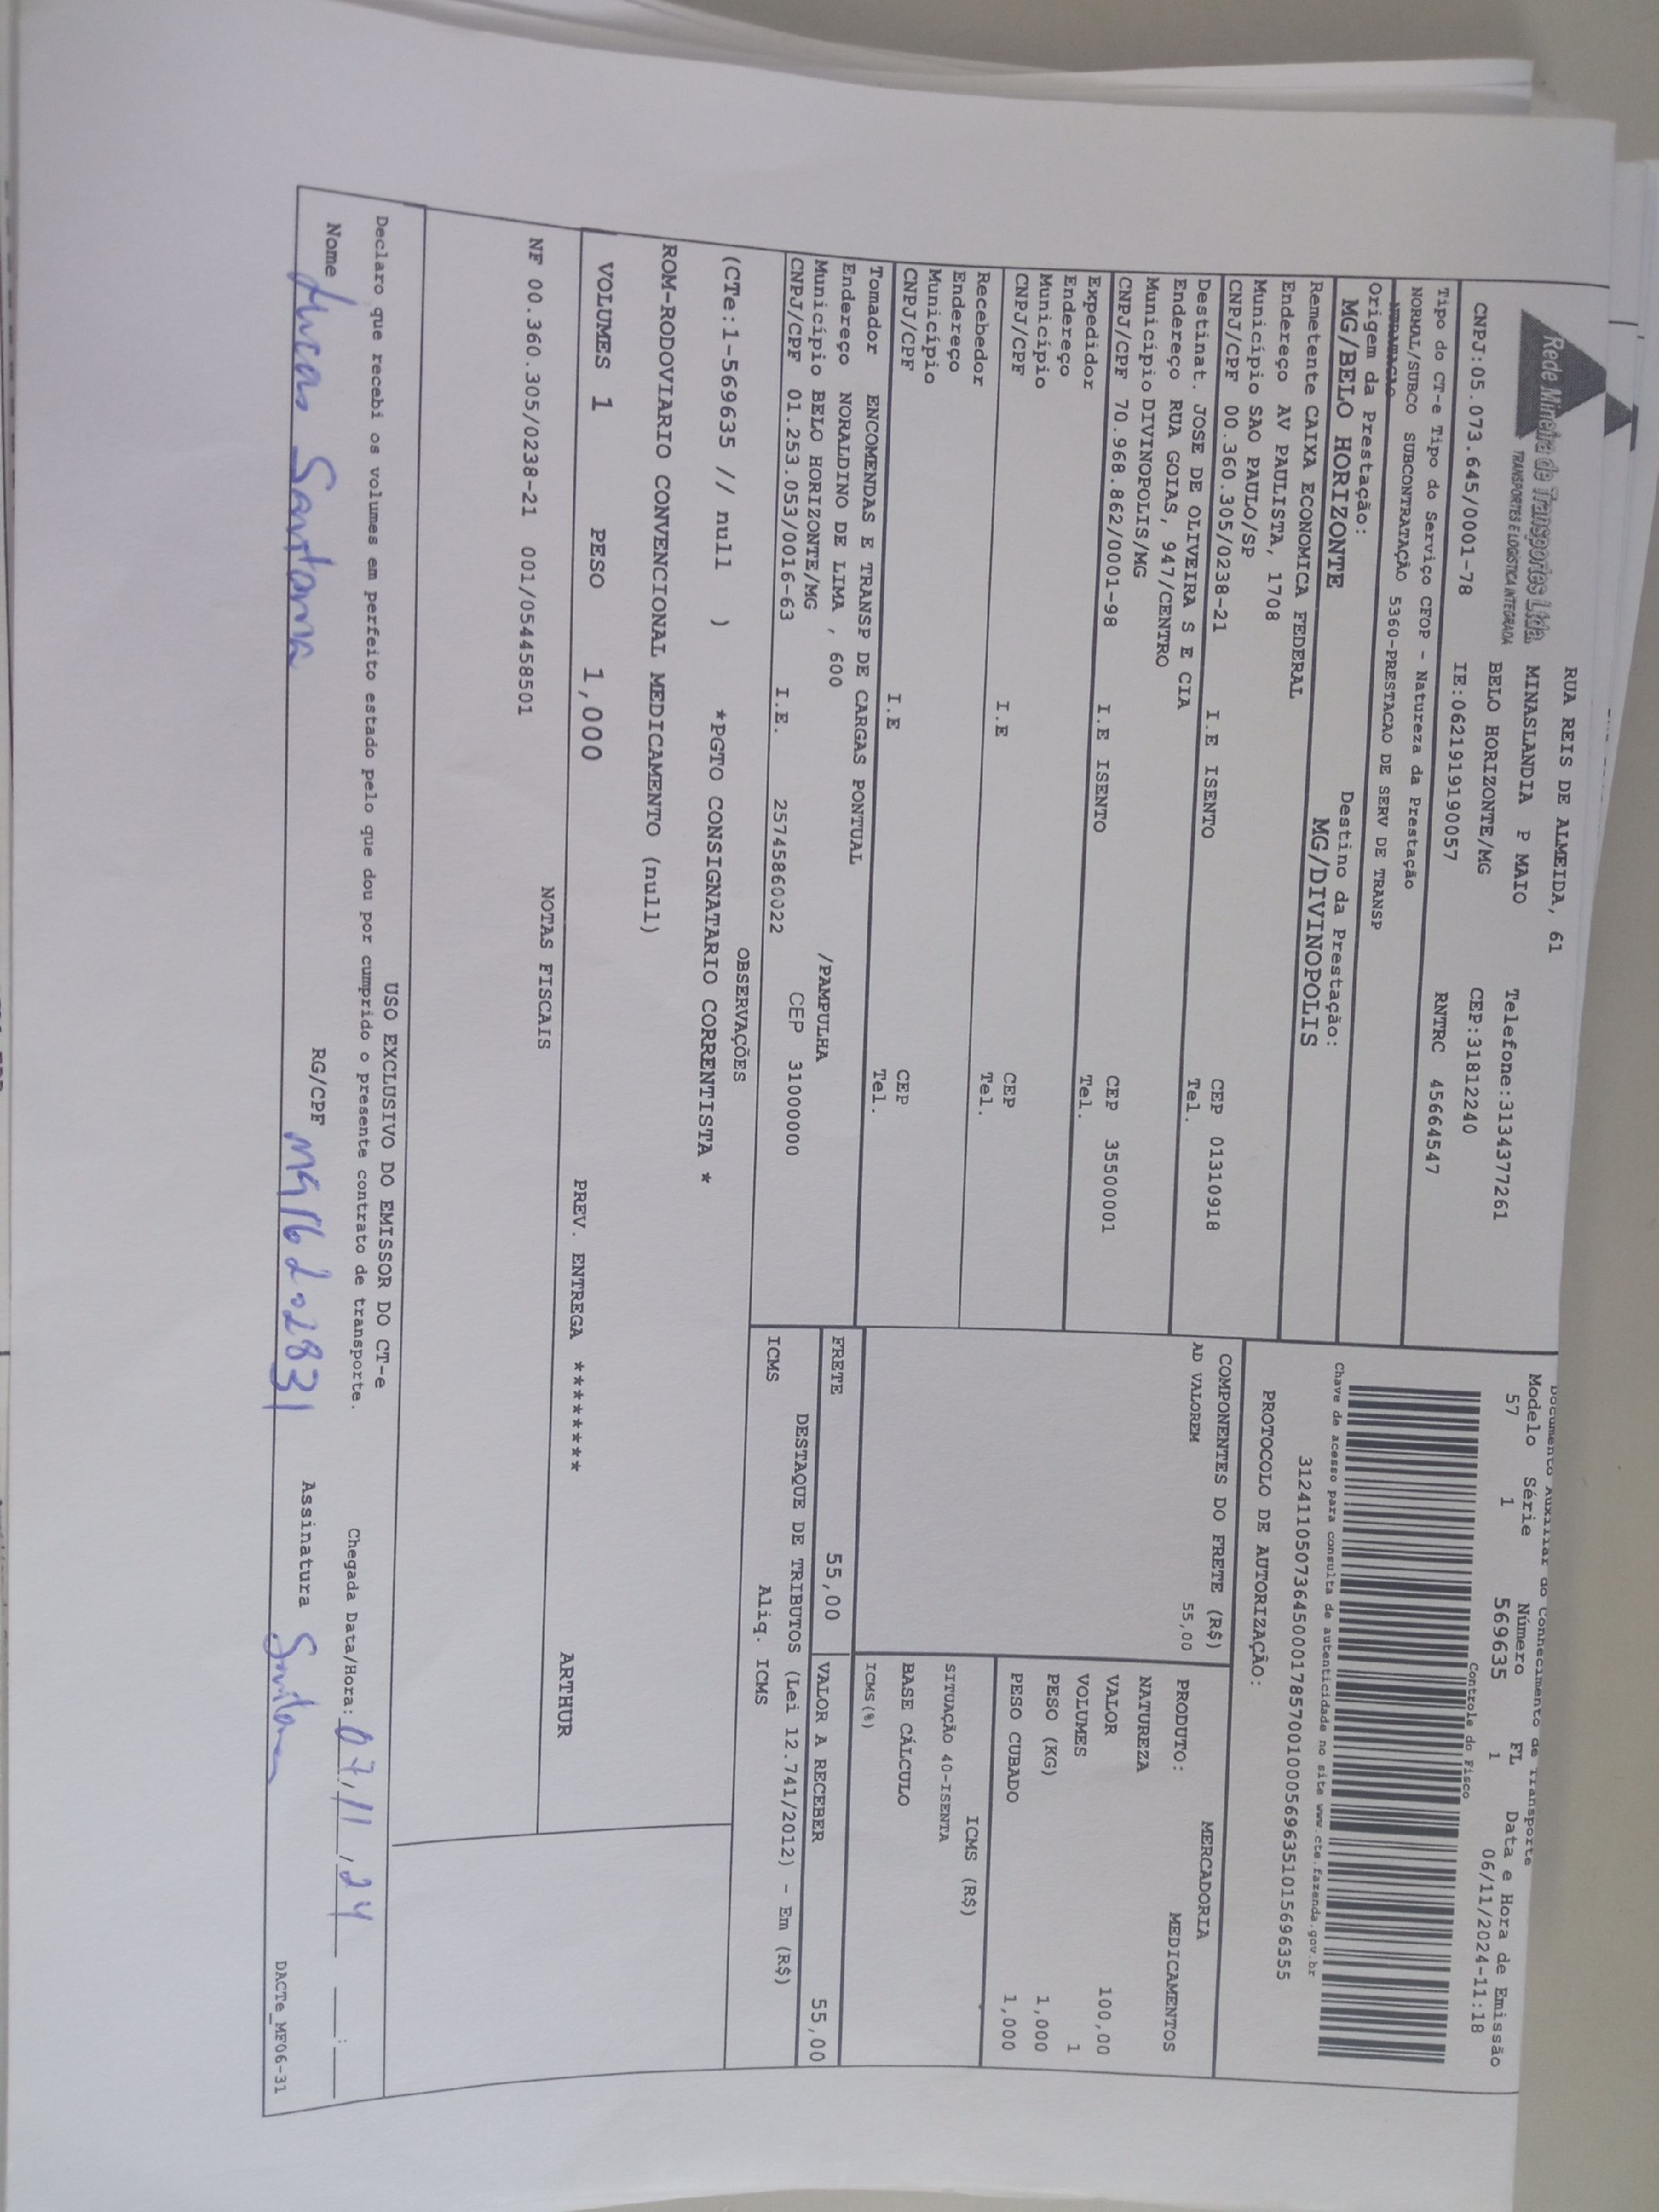 Rede Mineira de Transportes Ltda
TRANSPORTES E LOGÍSTICA INTEGRADA
RUA REIS DE ALMEIDA, 61
MINASLANDIA P MAIO Telefone:3134377261
BELO HORIZONTE/MG CEP:31812240
CNPJ:05.073.645/0001-78 IE:0621919190057 RNTRC 45664547
Documento Auxiliar do Conhecimento de Transporte
Modelo Série Número FL Data e Hora de Emissão
57 1 569635 1 06/11/2024-11:18
Controle do Fisco
Tipo do CT-e Tipo do Serviço CFOP - Natureza da Prestação
NORMAL/SUBCO SUBCONTRATAÇÃO 5360-PRESTACAO DE SERV DE TRANSP
Origem da Prestação: Destino da Prestação:
MG/BELO HORIZONTE MG/DIVINOPOLIS
Chave de acesso para consulta de autenticidade no site www.cte.fazenda.gov.br
31241105073645000178570010005696351015696355
PROTOCOLO DE AUTORIZAÇÃO:
Remetente CAIXA ECONOMICA FEDERAL
Endereço AV PAULISTA, 1708
Município SAO PAULO/SP CEP 01310918
CNPJ/CPF 00.360.305/0238-21 I.E ISENTO Tel.
Destinat. JOSE DE OLIVEIRA S E CIA
Endereço RUA GOIAS, 947/CENTRO
Município DIVINOPOLIS/MG CEP 35500001
CNPJ/CPF 70.968.862/0001-98 I.E ISENTO Tel.
Expedidor
Endereço
Município CEP
CNPJ/CPF I.E Tel.
Recebedor
Endereço
Município CEP
CNPJ/CPF I.E Tel.
Tomador ENCOMENDAS E TRANSP DE CARGAS PONTUAL
Endereço NORALDINO DE LIMA , 600 /PAMPULHA
Município BELO HORIZONTE/MG CEP 31000000
CNPJ/CPF 01.253.053/0016-63 I.E. 25745860022
COMPONENTES DO FRETE (R$)
AD VALOREM 55,00
MERCADORIA
PRODUTO: MEDICAMENTOS
NATUREZA
VALOR 100,00
VOLUMES 1
PESO (KG) 1,000
PESO CUBADO 1,000
ICMS (R$)
SITUAÇÃO 40-ISENTA
BASE CÁLCULO
ICMS(%)
FRETE 55,00 VALOR A RECEBER 55,00
DESTAQUE DE TRIBUTOS (Lei 12.741/2012) - Em (R$)
ICMS Aliq. ICMS
OBSERVAÇÕES
(CTe:1-569635 // null ) *PGTO CONSIGNATARIO CORRENTISTA *
ROM-RODOVIARIO CONVENCIONAL MEDICAMENTO (null)
VOLUMES 1 PESO 1,000 PREV. ENTREGA ******** ARTHUR
NOTAS FISCAIS
NF 00.360.305/0238-21 001/054458501
USO EXCLUSIVO DO EMISSOR DO CT-e
Declaro que recebi os volumes em perfeito estado pelo que dou por cumprido o presente contrato de transporte. Chegada Data/Hora: 07/11/24 __:__
Nome Lucas Santana RG/CPF MG16202831 Assinatura Santana
DACTe_MF06-31